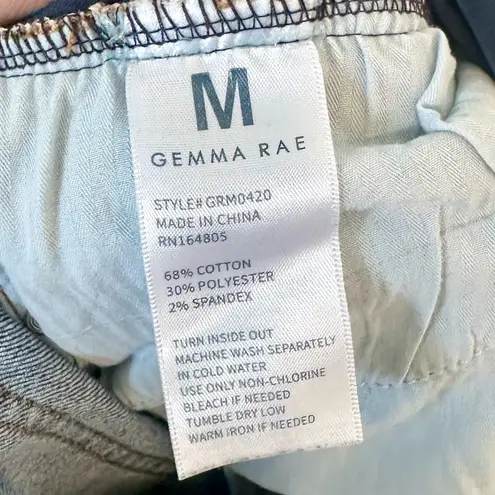 M
GEMMA RAE
STYLE# GRM0420
MADE IN CHINA
RN164805
68% COTTON
30% POLYESTER
2% SPANDEX
TURN INSIDE OUT
MACHINE WASH SEPARATELY
IN COLD WATER
USE ONLY NON-CHLORINE
BLEACH IF NEEDED
TUMBLE DRY LOW
WARM IRON IF NEEDED